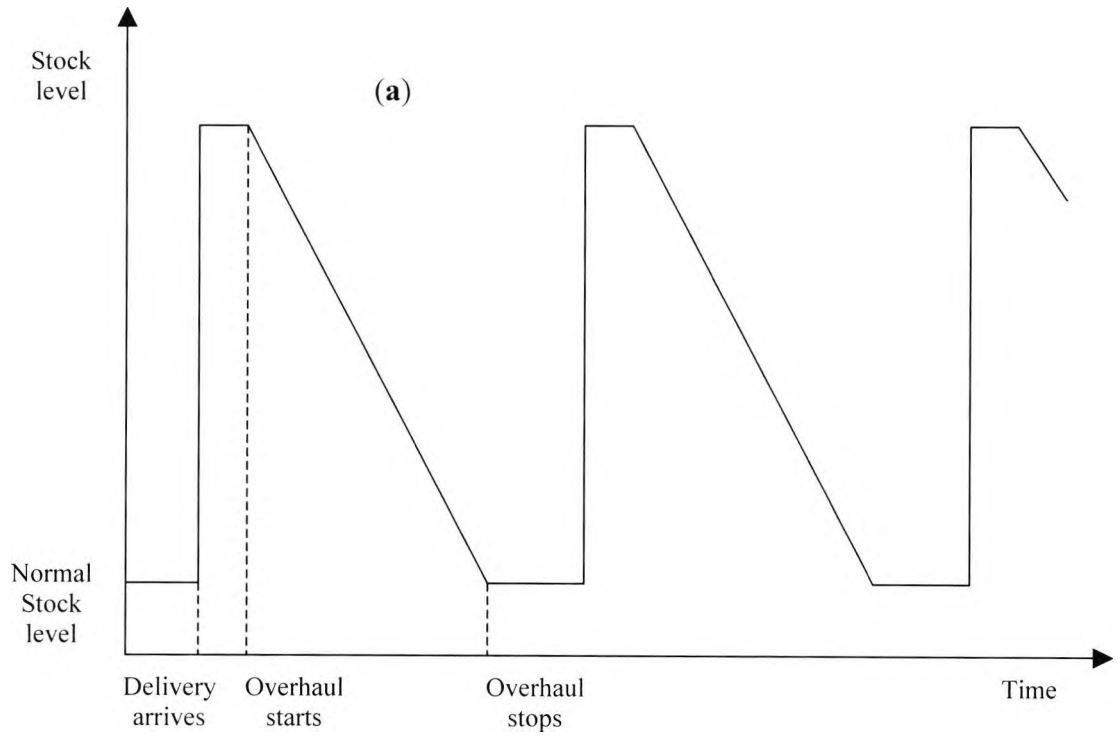 Stock
level
(a)
Normal
Stock
level
Delivery
arrives
Overhaul
starts
Overhaul
stops
Time